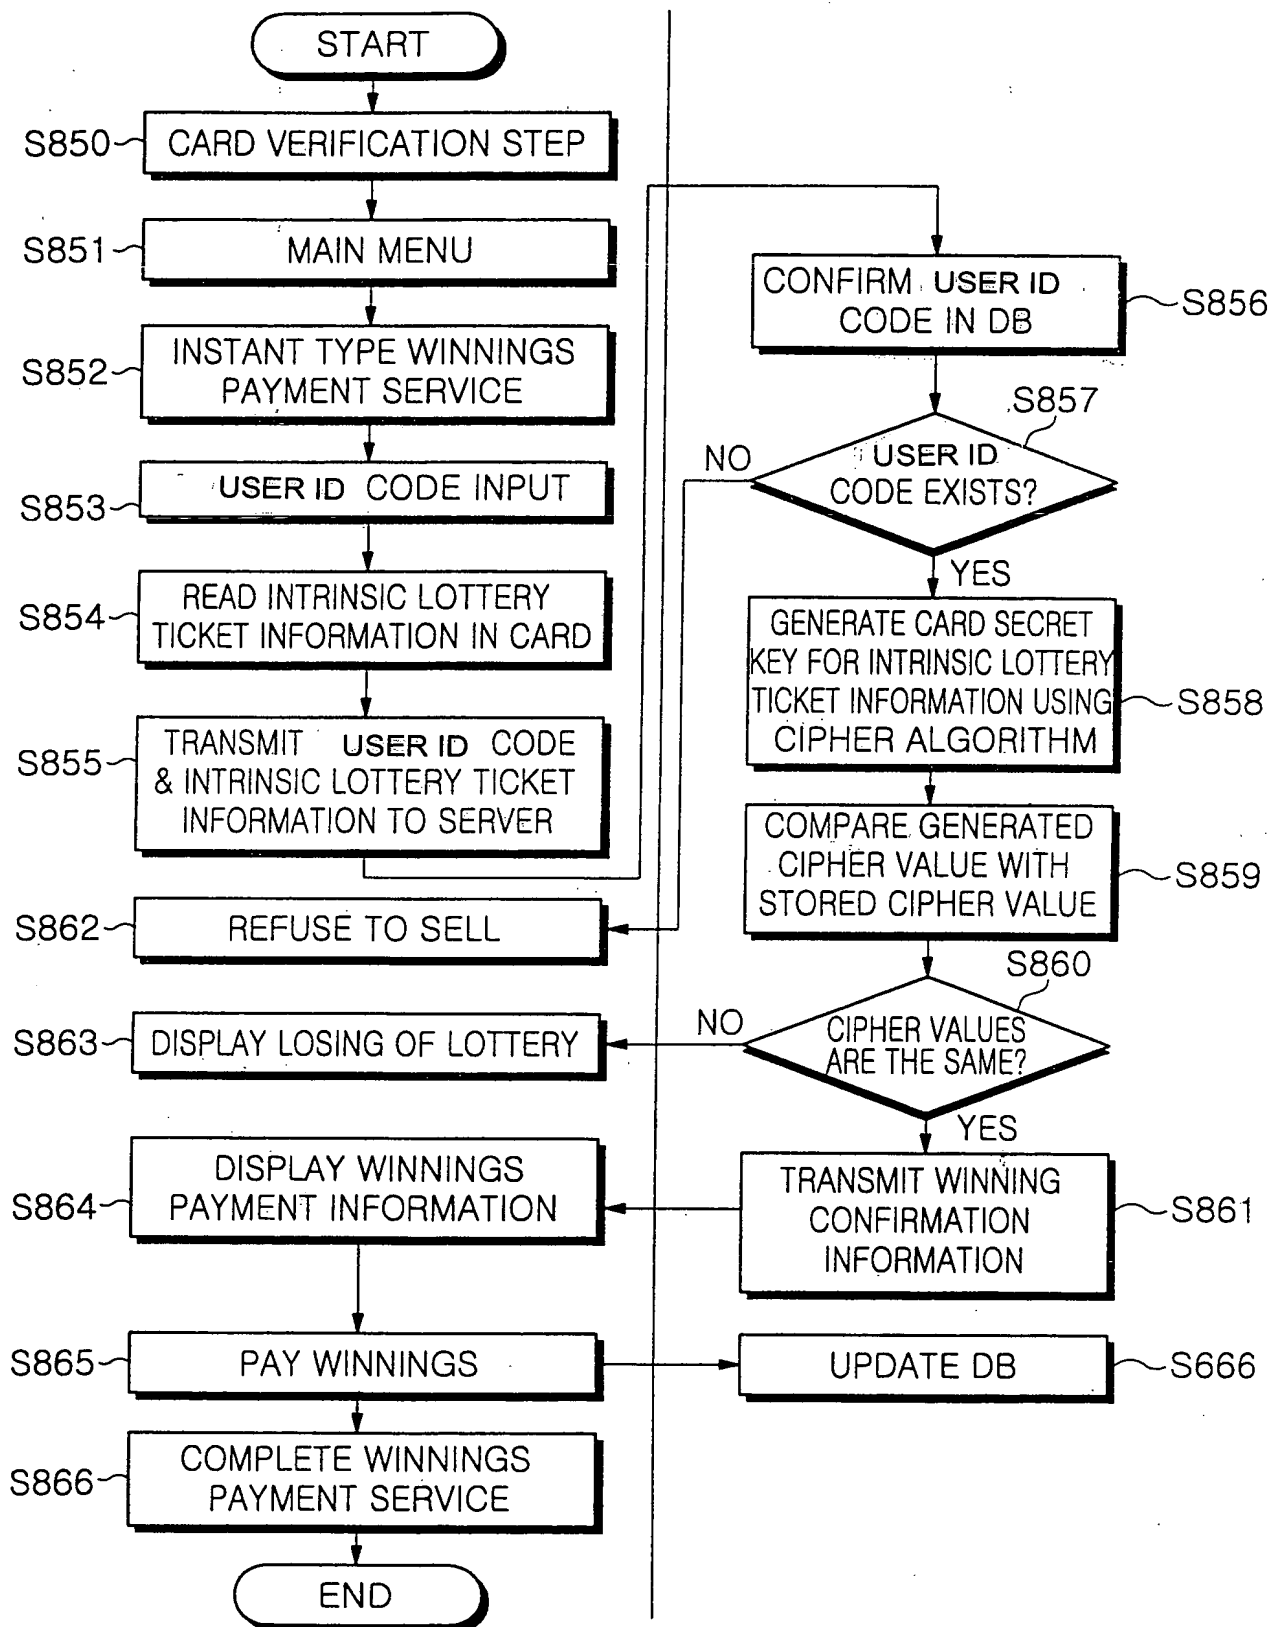 START
S850
CARD VERIFICATION STEP
S851
MAIN MENU
S852
INSTANT TYPE WINNINGS
PAYMENT SERVICE
S853
USER ID CODE INPUT
S854
READ INTRINSIC LOTTERY
TICKET INFORMATION IN CARD
S855
TRANSMIT USER ID CODE
& INTRINSIC LOTTERY TICKET
INFORMATION TO SERVER
CONFIRM USER ID
CODE IN DB
S856
S857
NO
USER ID
CODE EXISTS?
YES
GENERATE CARD SECRET
KEY FOR INTRINSIC LOTTERY
TICKET INFORMATION USING
CIPHER ALGORITHM
S858
COMPARE GENERATED
CIPHER VALUE WITH
STORED CIPHER VALUE
S859
S862
REFUSE TO SELL
S860
NO
CIPHER VALUES
ARE THE SAME?
YES
S863
DISPLAY LOSING OF LOTTERY
TRANSMIT WINNING
CONFIRMATION
INFORMATION
S861
S864
DISPLAY WINNINGS
PAYMENT INFORMATION
S865
PAY WINNINGS
UPDATE DB
S666
S866
COMPLETE WINNINGS
PAYMENT SERVICE
END